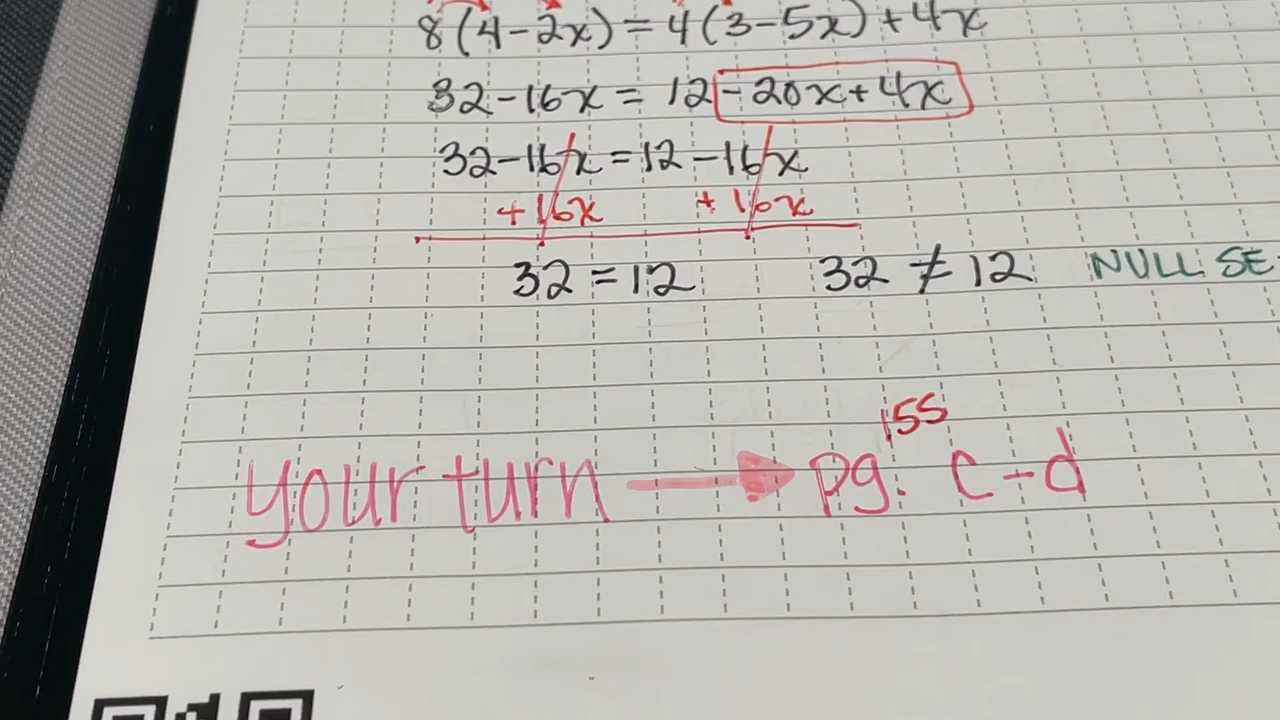 8(4-2x)=4(3-5x)+4x
32-16x = 12-20x+4x
32-16x=12-16x
+16x +16x
32=12 32 ≠ 12 NULL SE
your turn → pg. 155 c-d